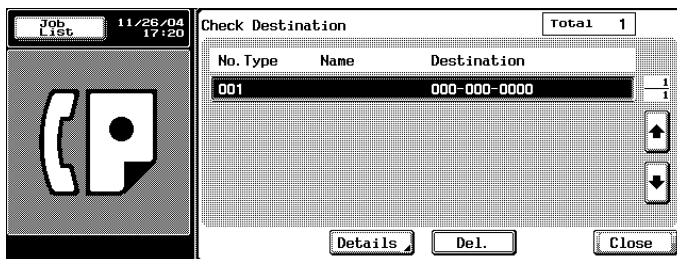 Job List
11/26/04
17:20
Check Destination
Total 1
No. Type Name Destination
001 000-000-0000
1
1
Details Del. Close